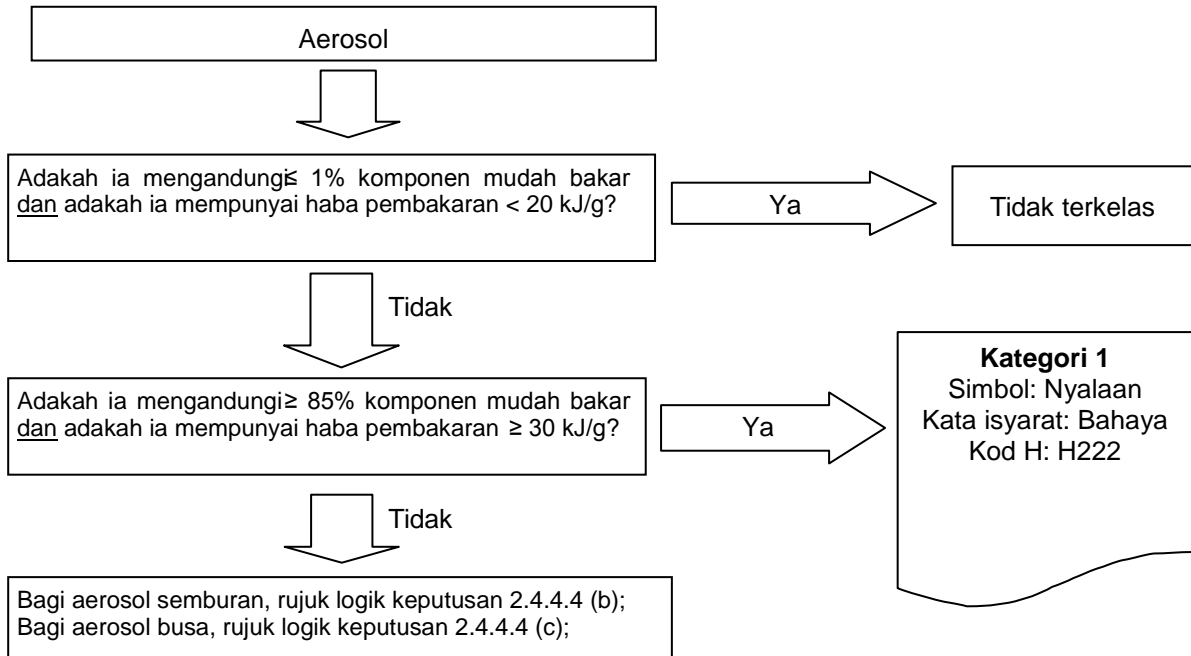 Aerosol
Adakah ia mengandungi ≤ 1% komponen mudah bakar
dan adakah ia mempunyai haba pembakaran < 20 kJ/g?
Ya
Tidak terkelas
Tidak
Adakah ia mengandungi ≥ 85% komponen mudah bakar
dan adakah ia mempunyai haba pembakaran ≥ 30 kJ/g?
Ya
Kategori 1
Simbol: Nyalaan
Kata isyarat: Bahaya
Kod H: H222
Tidak
Bagi aerosol semburan, rujuk logik keputusan 2.4.4.4 (b);
Bagi aerosol busa, rujuk logik keputusan 2.4.4.4 (c);